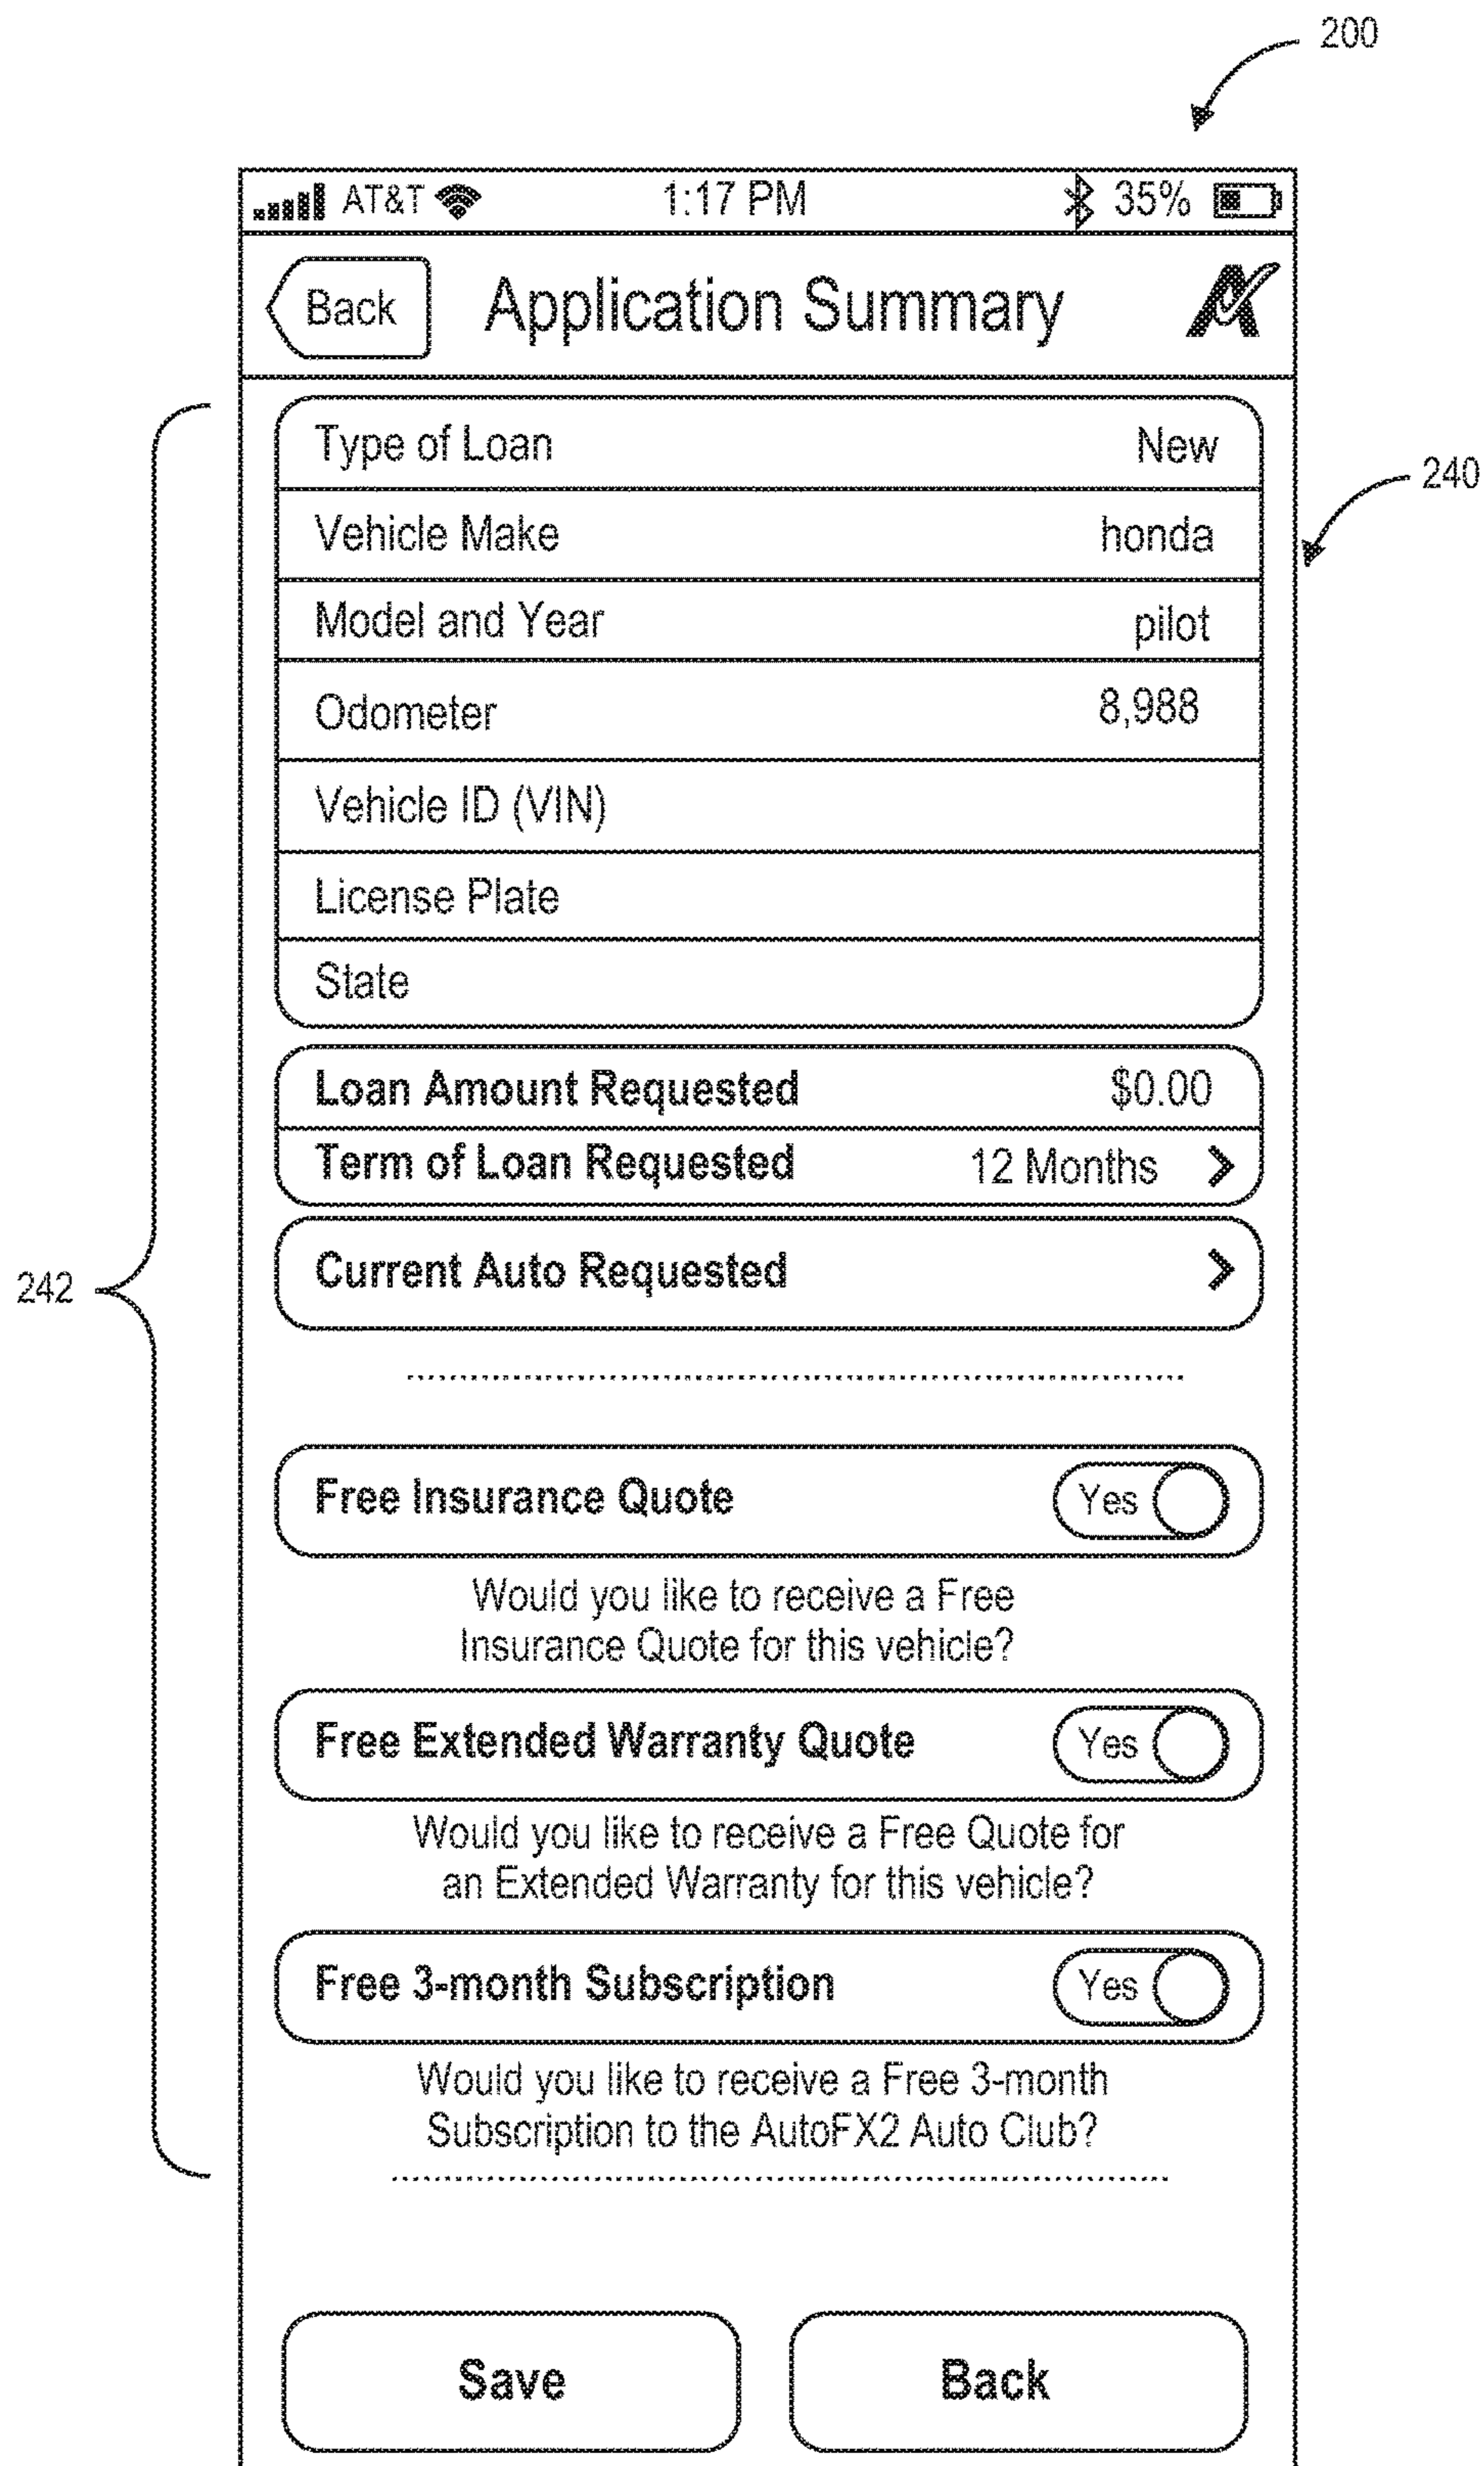 200
AT&T 1:17 PM 35%
Back Application Summary
Type of Loan New
240
Vehicle Make honda
Model and Year pilot
Odometer 8,988
Vehicle ID (VIN)
License Plate
State
Loan Amount Requested $0.00
Term of Loan Requested 12 Months >
Current Auto Requested >
242
Free Insurance Quote Yes
Would you like to receive a Free
Insurance Quote for this vehicle?
Free Extended Warranty Quote Yes
Would you like to receive a Free Quote for
an Extended Warranty for this vehicle?
Free 3-month Subscription Yes
Would you like to receive a Free 3-month
Subscription to the AutoFX2 Auto Club?
Save Back